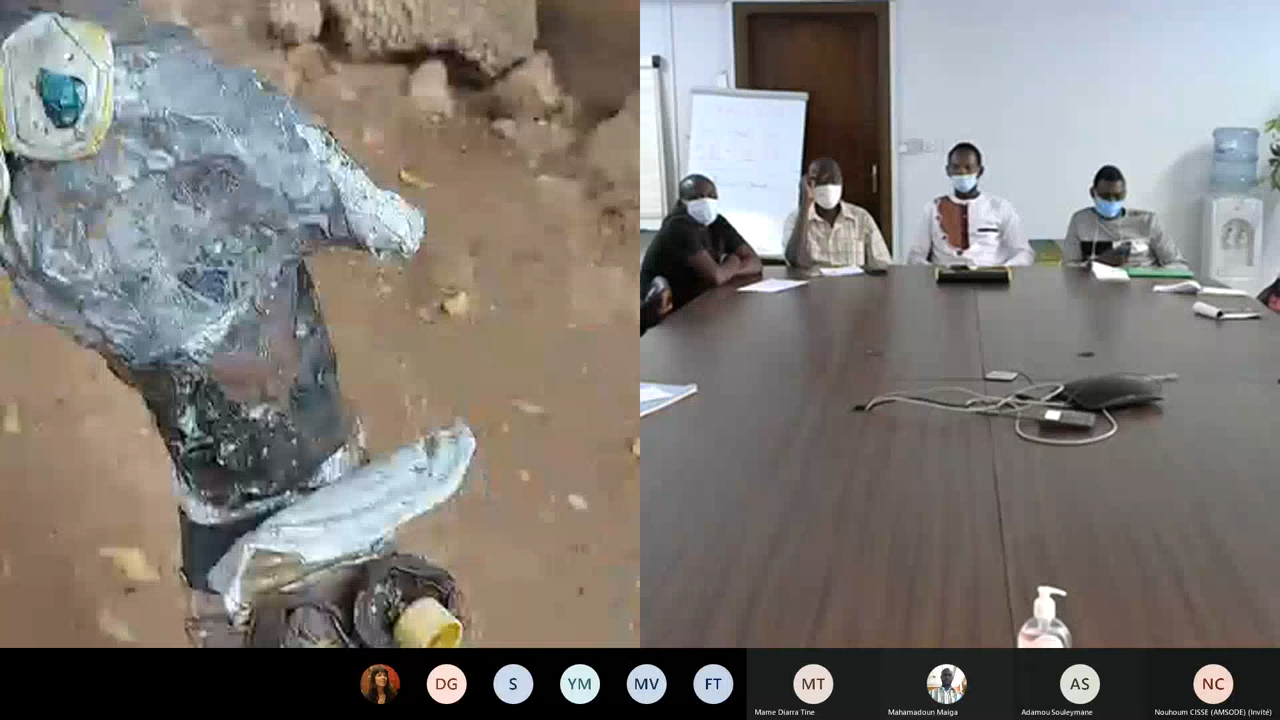 DG
S
YM
MV
FT
MT
AS
NC
Mame Diarra Tine
Mahamadoun Maiga
Adamou Souleymane
Nouhoum CISSE (AMSODE) (Invité)